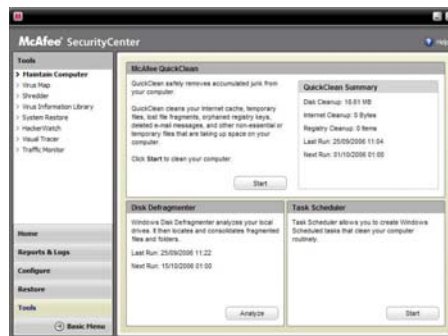 McAfee SecurityCenter
Help
Tools
> Maintain Computer
> Virus Map
> Shredder
> Virus Information Library
> System Restore
> HackerWatch
> Visual Tracer
> Traffic Monitor
Home
Reports & Logs
Configure
Restore
Tools
Basic Menu
McAfee QuickClean
QuickClean safely removes accumulated junk from
your computer.
QuickClean cleans your Internet cache, temporary
files, lost file fragments, orphaned registry keys,
deleted e-mail messages, and other non-essential or
temporary files that are taking up space on your
computer.
Click Start to clean your computer.
Start
QuickClean Summary
Disk Cleanup: 16.61 MB
Internet Cleanup: 0 Bytes
Registry Cleanup: 0 Items
Last Run: 25/09/2006 11:04
Next Run: 01/10/2006 01:00
Disk Defragmenter
Windows Disk Defragmenter analyzes your local
drives. It then locates and consolidates fragmented
files and folders.
Last Run: 25/09/2006 11:22
Next Run: 15/10/2006 01:00
Analyze
Task Scheduler
Task Scheduler allows you to create Windows
Scheduled tasks that clean your computer
routinely.
Start